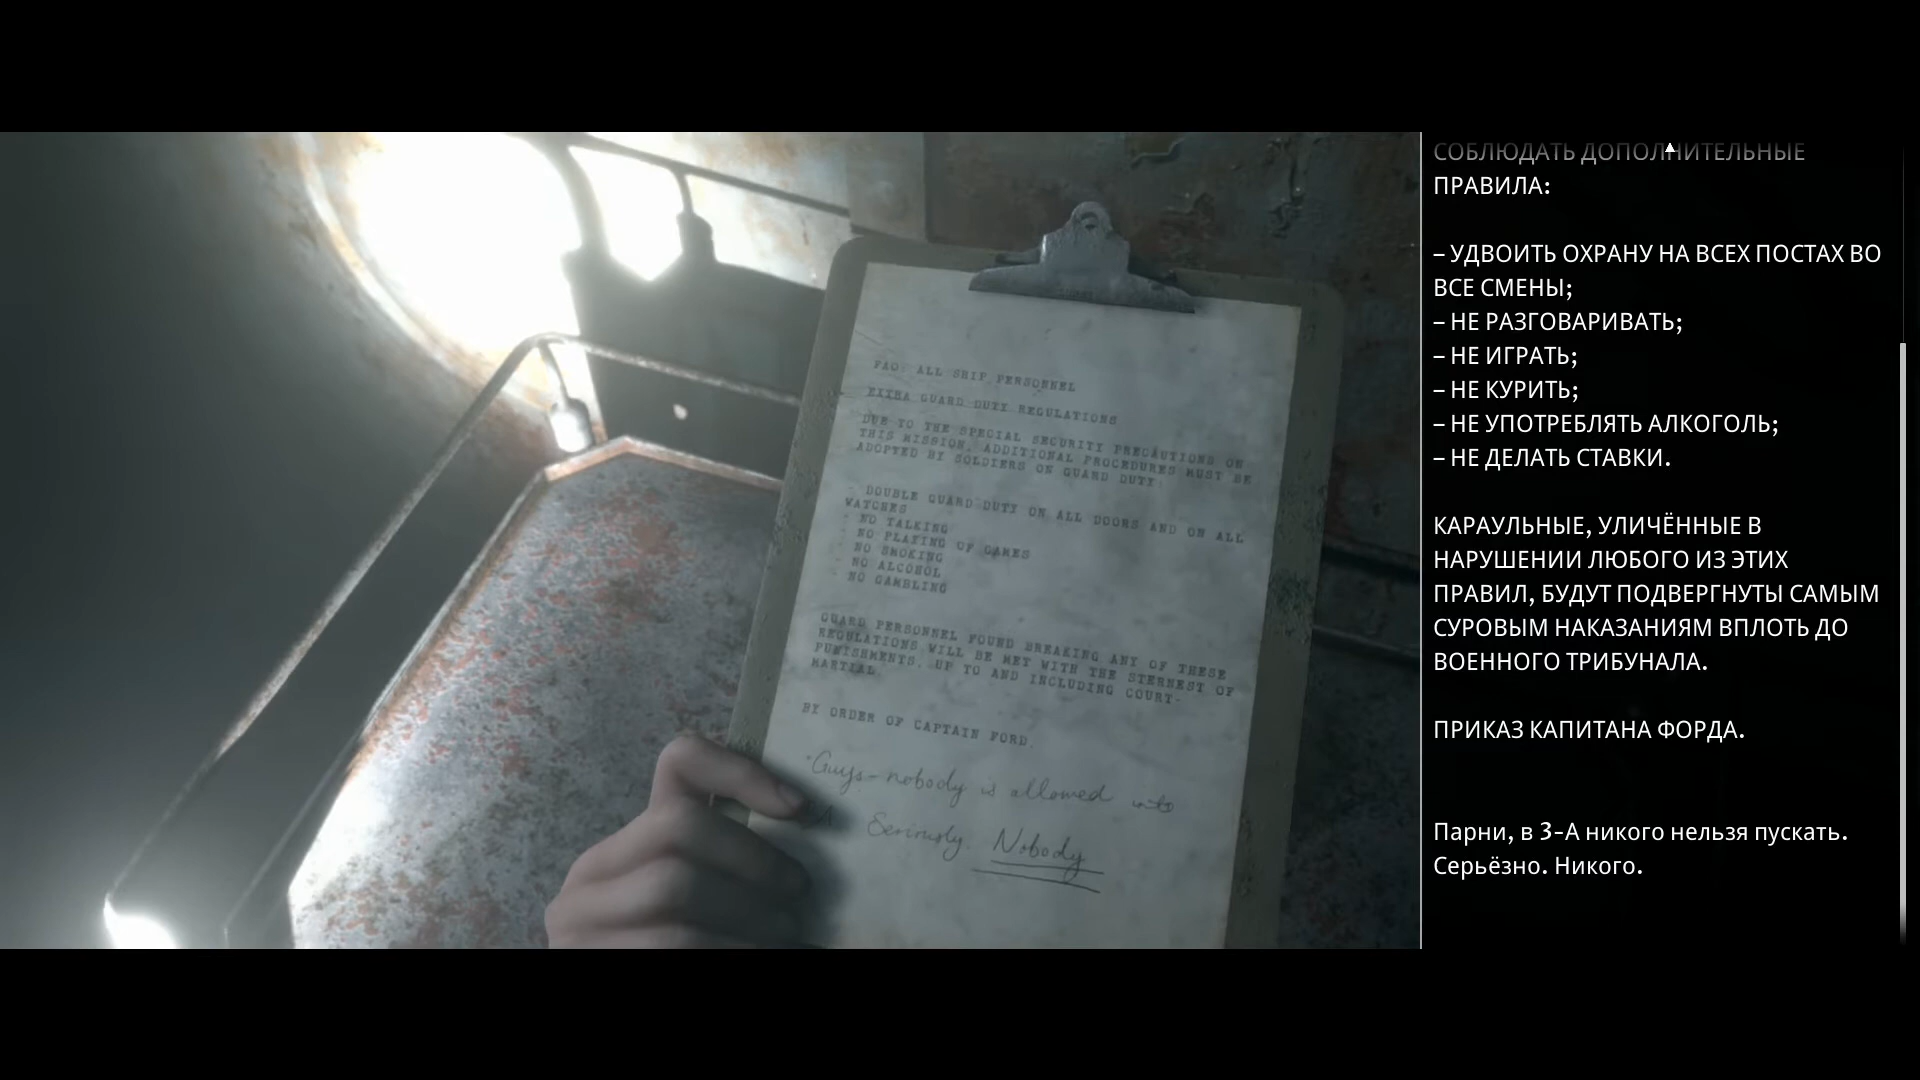 FAO: ALL SHIP PERSONNEL
EXTRA GUARD DUTY REGULATIONS
DUE TO THE SPECIAL SECURITY PRECAUTIONS ON
THIS MISSION, ADDITIONAL PROCEDURES MUST BE
ADOPTED BY SOLDIERS ON GUARD DUTY:
- DOUBLE GUARD DUTY ON ALL DOORS AND ON ALL
WATCHES
- NO TALKING
- NO PLAYING OF GAMES
- NO SMOKING
- NO ALCOHOL
- NO GAMBLING
GUARD PERSONNEL FOUND BREAKING ANY OF THESE
REGULATIONS WILL BE MET WITH THE STERNEST OF
PUNISHMENTS, UP TO AND INCLUDING COURT-
MARTIAL.
BY ORDER OF CAPTAIN FORD.
Guys - nobody is allowed into
A Seriously. Nobody
СОБЛЮДАТЬ ДОПОЛНИТЕЛЬНЫЕ
ПРАВИЛА:
– УДВОИТЬ ОХРАНУ НА ВСЕХ ПОСТАХ ВО
ВСЕ СМЕНЫ;
– НЕ РАЗГОВАРИВАТЬ;
– НЕ ИГРАТЬ;
– НЕ КУРИТЬ;
– НЕ УПОТРЕБЛЯТЬ АЛКОГОЛЬ;
– НЕ ДЕЛАТЬ СТАВКИ.
КАРАУЛЬНЫЕ, УЛИЧЁННЫЕ В
НАРУШЕНИИ ЛЮБОГО ИЗ ЭТИХ
ПРАВИЛ, БУДУТ ПОДВЕРГНУТЫ САМЫМ
СУРОВЫМ НАКАЗАНИЯМ ВПЛОТЬ ДО
ВОЕННОГО ТРИБУНАЛА.
ПРИКАЗ КАПИТАНА ФОРДА.
Парни, в 3-А никого нельзя пускать.
Серьёзно. Никого.